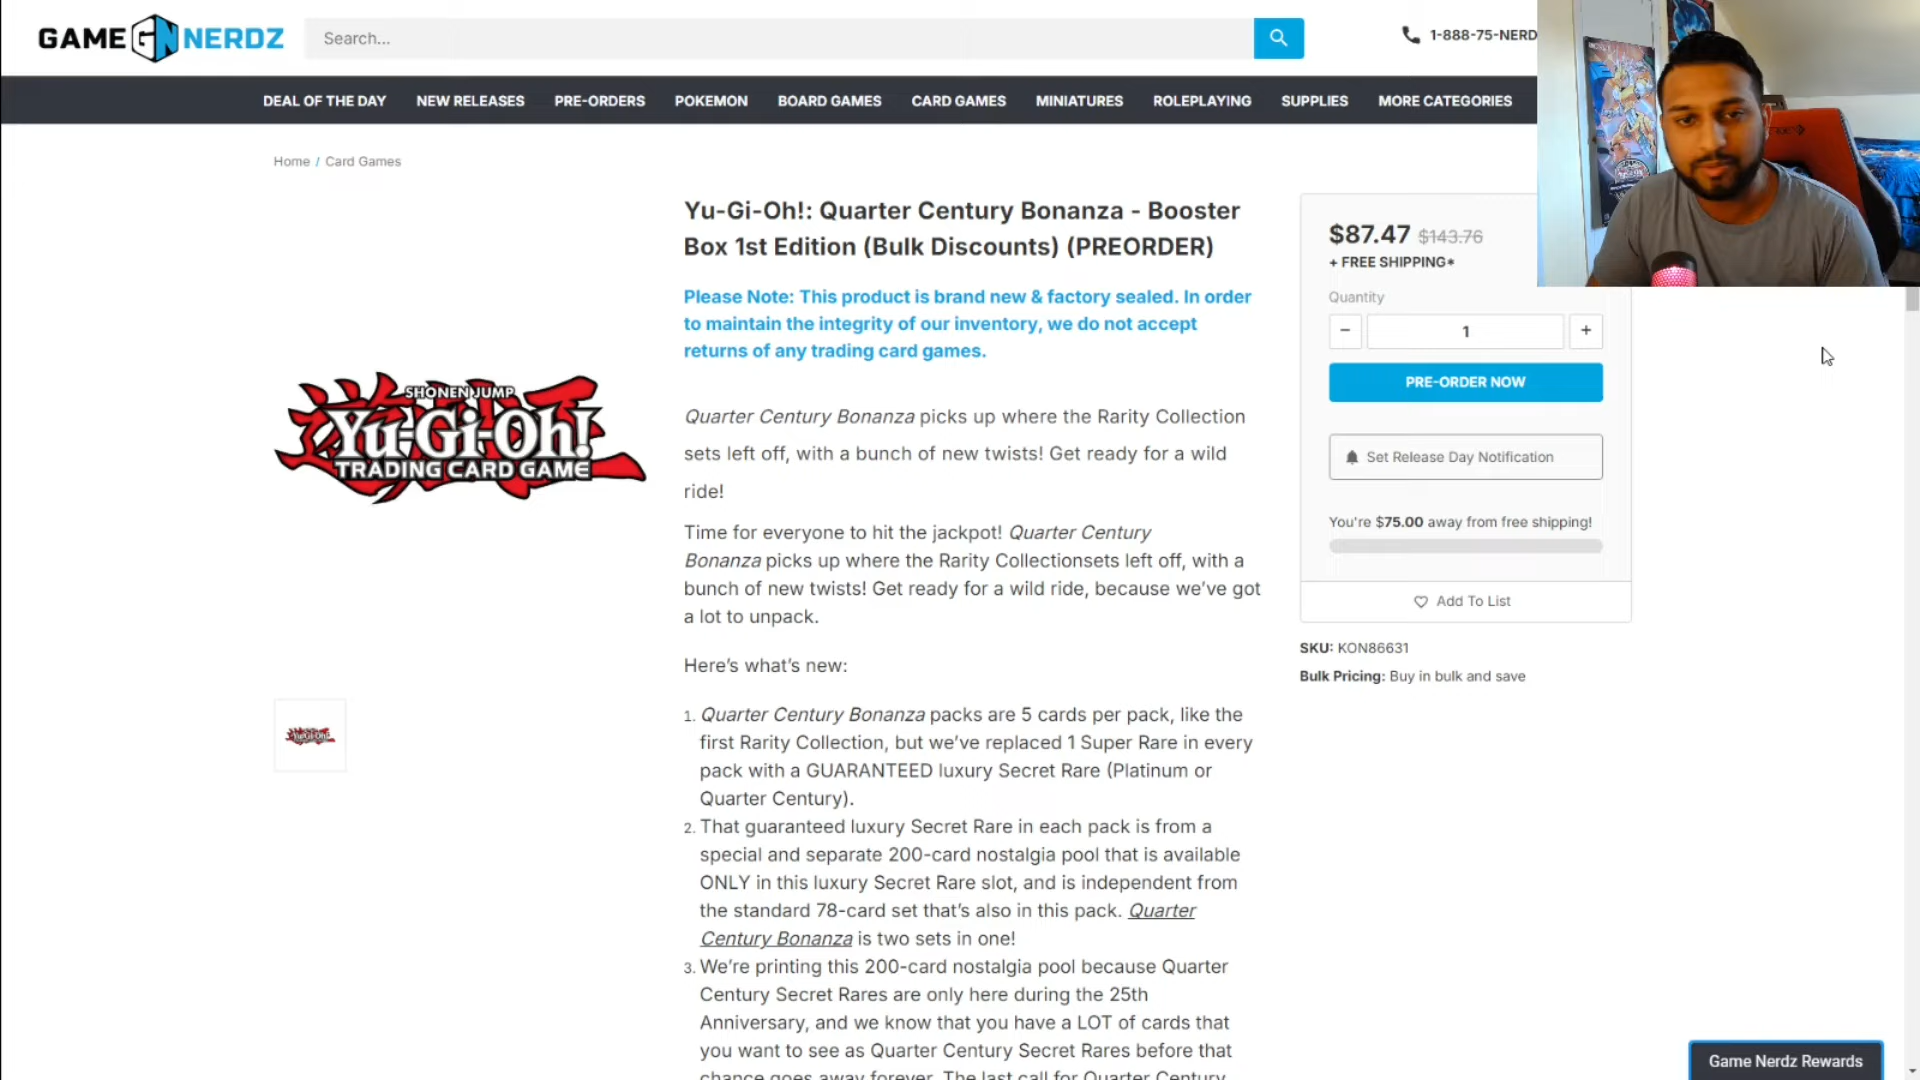 GAME GN NERDZ
Search...
1-888-75-NERD
DEAL OF THE DAY NEW RELEASES PRE-ORDERS POKEMON BOARD GAMES CARD GAMES MINIATURES ROLEPLAYING SUPPLIES MORE CATEGORIES
Home / Card Games
Yu-Gi-Oh!: Quarter Century Bonanza - Booster
Box 1st Edition (Bulk Discounts) (PREORDER)
Please Note: This product is brand new & factory sealed. In order
to maintain the integrity of our inventory, we do not accept
returns of any trading card games.
SHONEN JUMP
Yu-Gi-Oh!
TRADING CARD GAME
Quarter Century Bonanza picks up where the Rarity Collection
sets left off, with a bunch of new twists! Get ready for a wild
ride!
Time for everyone to hit the jackpot! Quarter Century
Bonanza picks up where the Rarity Collectionsets left off, with a
bunch of new twists! Get ready for a wild ride, because we’ve got
a lot to unpack.
Here’s what’s new:
1. Quarter Century Bonanza packs are 5 cards per pack, like the
first Rarity Collection, but we’ve replaced 1 Super Rare in every
pack with a GUARANTEED luxury Secret Rare (Platinum or
Quarter Century).
2. That guaranteed luxury Secret Rare in each pack is from a
special and separate 200-card nostalgia pool that is available
ONLY in this luxury Secret Rare slot, and is independent from
the standard 78-card set that’s also in this pack. Quarter
Century Bonanza is two sets in one!
3. We’re printing this 200-card nostalgia pool because Quarter
Century Secret Rares are only here during the 25th
Anniversary, and we know that you have a LOT of cards that
you want to see as Quarter Century Secret Rares before that
chance goes away forever. The last call for Quarter Century
$87.47 $143.76
+ FREE SHIPPING*
Quantity
− 1 +
PRE-ORDER NOW
Set Release Day Notification
You're $75.00 away from free shipping!
Add To List
SKU: KON86631
Bulk Pricing: Buy in bulk and save
Yu-Gi-Oh!
Game Nerdz Rewards